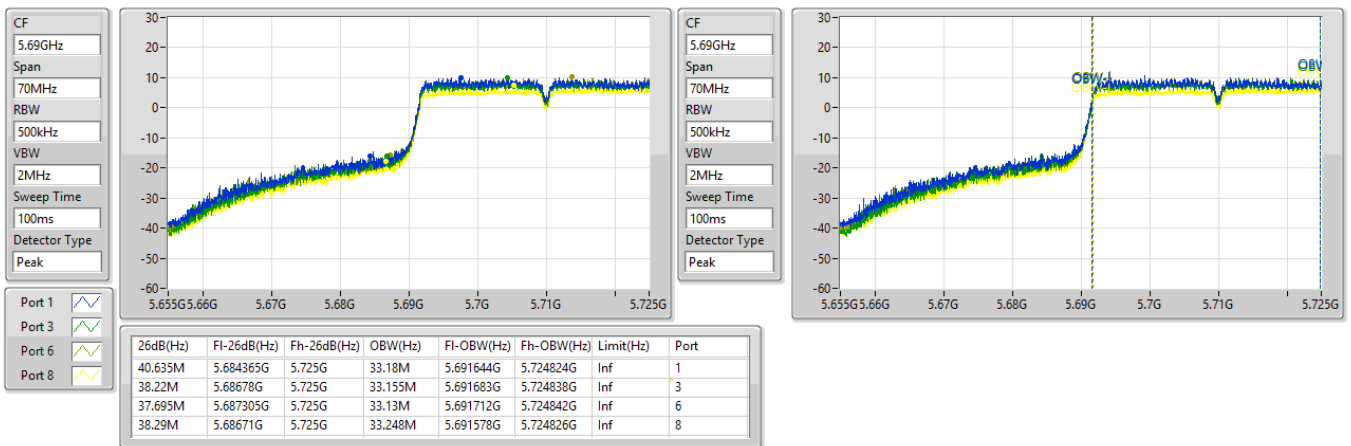 CF
5.69GHz
Span
70MHz
RBW
500kHz
VBW
2MHz
Sweep Time
100ms
Detector Type
Peak
30
20
10
0
-10
-20
-30
-40
-50
-60
5.655G 5.66G 5.67G 5.68G 5.69G 5.7G 5.71G 5.725G
CF
5.69GHz
Span
70MHz
RBW
500kHz
VBW
2MHz
Sweep Time
100ms
Detector Type
Peak
30
20
10
0
-10
-20
-30
-40
-50
-60
OBW-L
OBW
5.655G 5.66G 5.67G 5.68G 5.69G 5.7G 5.71G 5.725G
Port 1
Port 3
Port 6
Port 8
26dB(Hz) Fl-26dB(Hz) Fh-26dB(Hz) OBW(Hz) Fl-OBW(Hz) Fh-OBW(Hz) Limit(Hz) Port
40.635M 5.684365G 5.725G 33.18M 5.691644G 5.724824G Inf 1
38.22M 5.68678G 5.725G 33.155M 5.691683G 5.724838G Inf 3
37.695M 5.687305G 5.725G 33.13M 5.691712G 5.724842G Inf 6
38.29M 5.68671G 5.725G 33.248M 5.691578G 5.724826G Inf 8